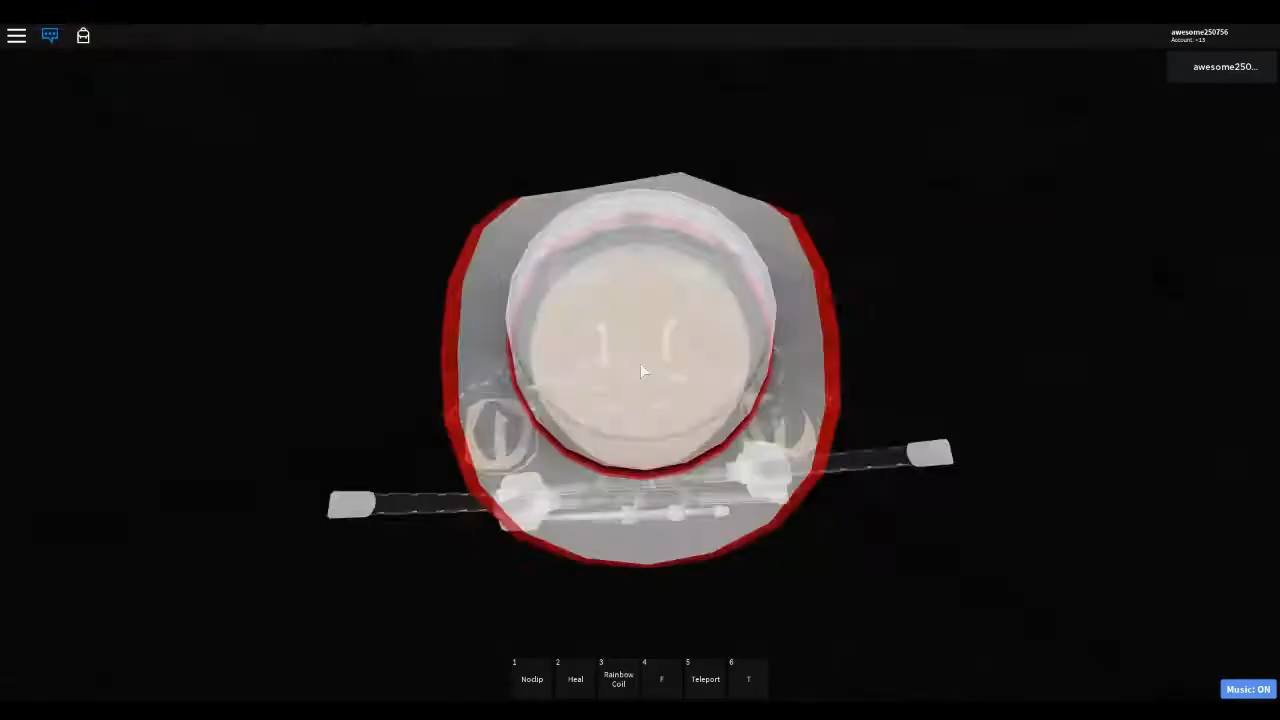 awesome250756
Account: <13
awesome250...
1
Noclip
2
Heal
3
Rainbow
Coil
4
F
5
Teleport
6
T
Music: ON